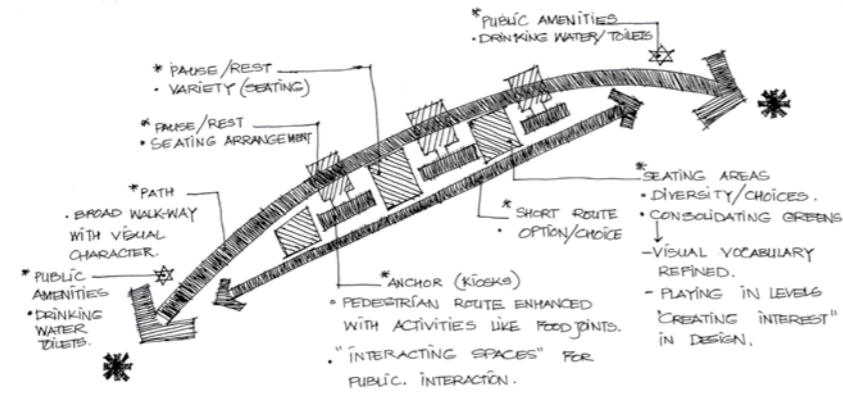 *PUBLIC AMENITIES
•DRINKING WATER/TOILETS
*PAUSE/REST
• VARIETY (SEATING)
*PAUSE/REST
•SEATING ARRANGEMENT
*PATH
•BROAD WALK-WAY
WITH VISUAL
CHARACTER.
*PUBLIC
AMENITIES
•DRINKING
WATER
TOILETS.
*ANCHOR (KIOSKS)
• PEDESTRIAN ROUTE ENHANCED
WITH ACTIVITIES LIKE FOOD JOINTS.
•"INTERACTING SPACES" FOR
PUBLIC. INTERACTION.
*SHORT ROUTE
• OPTION/CHOICE
*SEATING AREAS
•DIVERSITY/CHOICES.
•CONSOLIDATING GREENS
-VISUAL VOCABULARY
REFINED.
- PLAYING IN LEVELS
"CREATING INTEREST"
IN DESIGN.